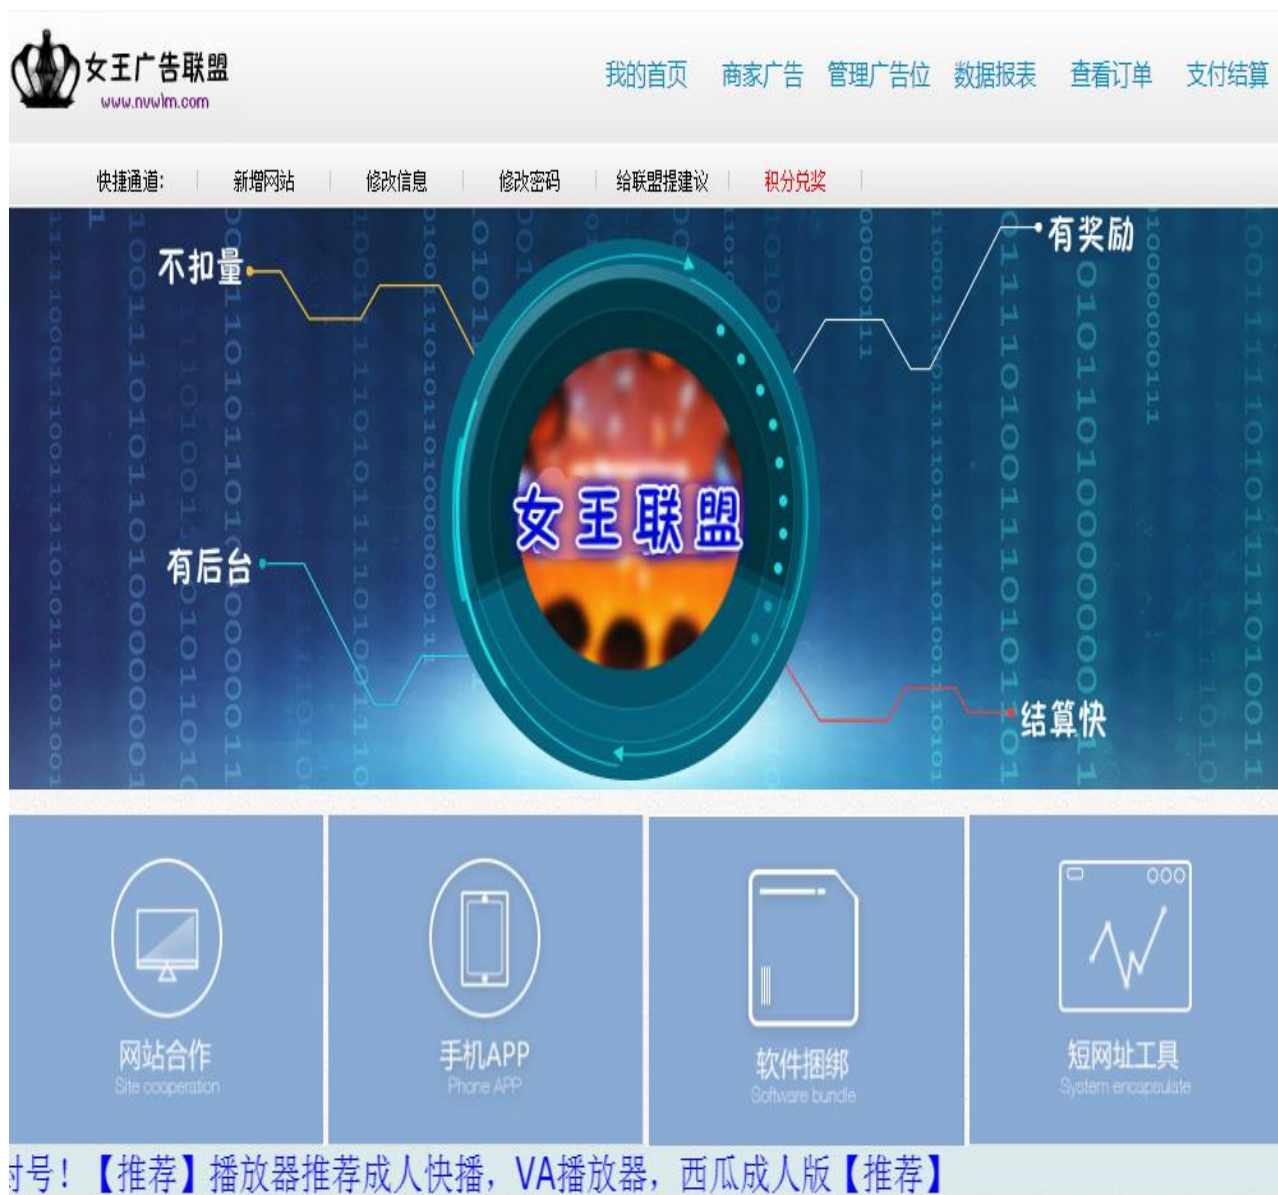 女王广告联盟
www.nvwlm.com
我的首页 商家广告 管理广告位 数据报表 查看订单 支付结算
快捷通道: 新增网站 修改信息 修改密码 给联盟提建议 积分兑奖
不扣量
有奖励
女王联盟
有后台
结算快
网站合作
Site cooperation
手机APP
Phone APP
软件捆绑
Software bundle
短网址工具
System encapsulate
号！【推荐】播放器推荐成人快播，VA播放器，西瓜成人版【推荐】